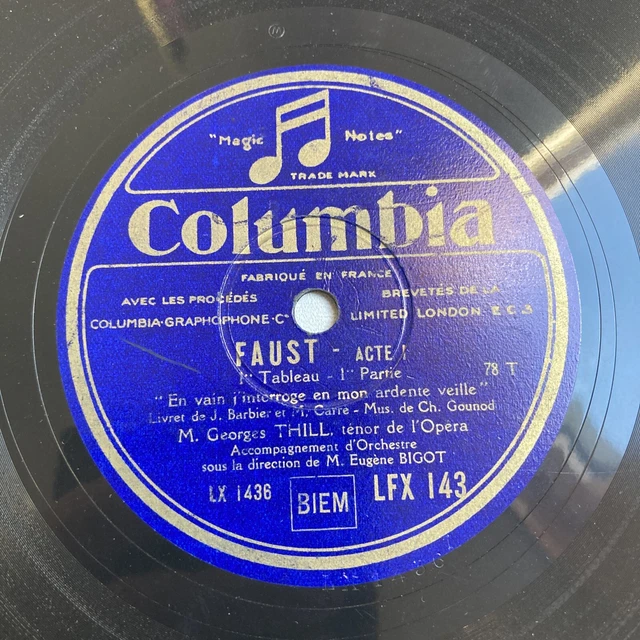 "Magic Notes"
TRADE MARK
Columbia
FABRIQUÉ EN FRANCE
AVEC LES PROCÉDÉS BREVETÉS DE LA
COLUMBIA-GRAPHOPHONE-Cº LIMITED LONDON E C 3
FAUST - ACTE I
1er Tableau - 1re Partie 78 T
"En vain j'interroge en mon ardente veille"
Livret de J. Barbier et M. Carré - Mus. de Ch. Gounod
M. Georges THILL, ténor de l'Opéra
Accompagnement d'Orchestre
sous la direction de M. Eugène BIGOT
LX 1436 BIEM LFX 143